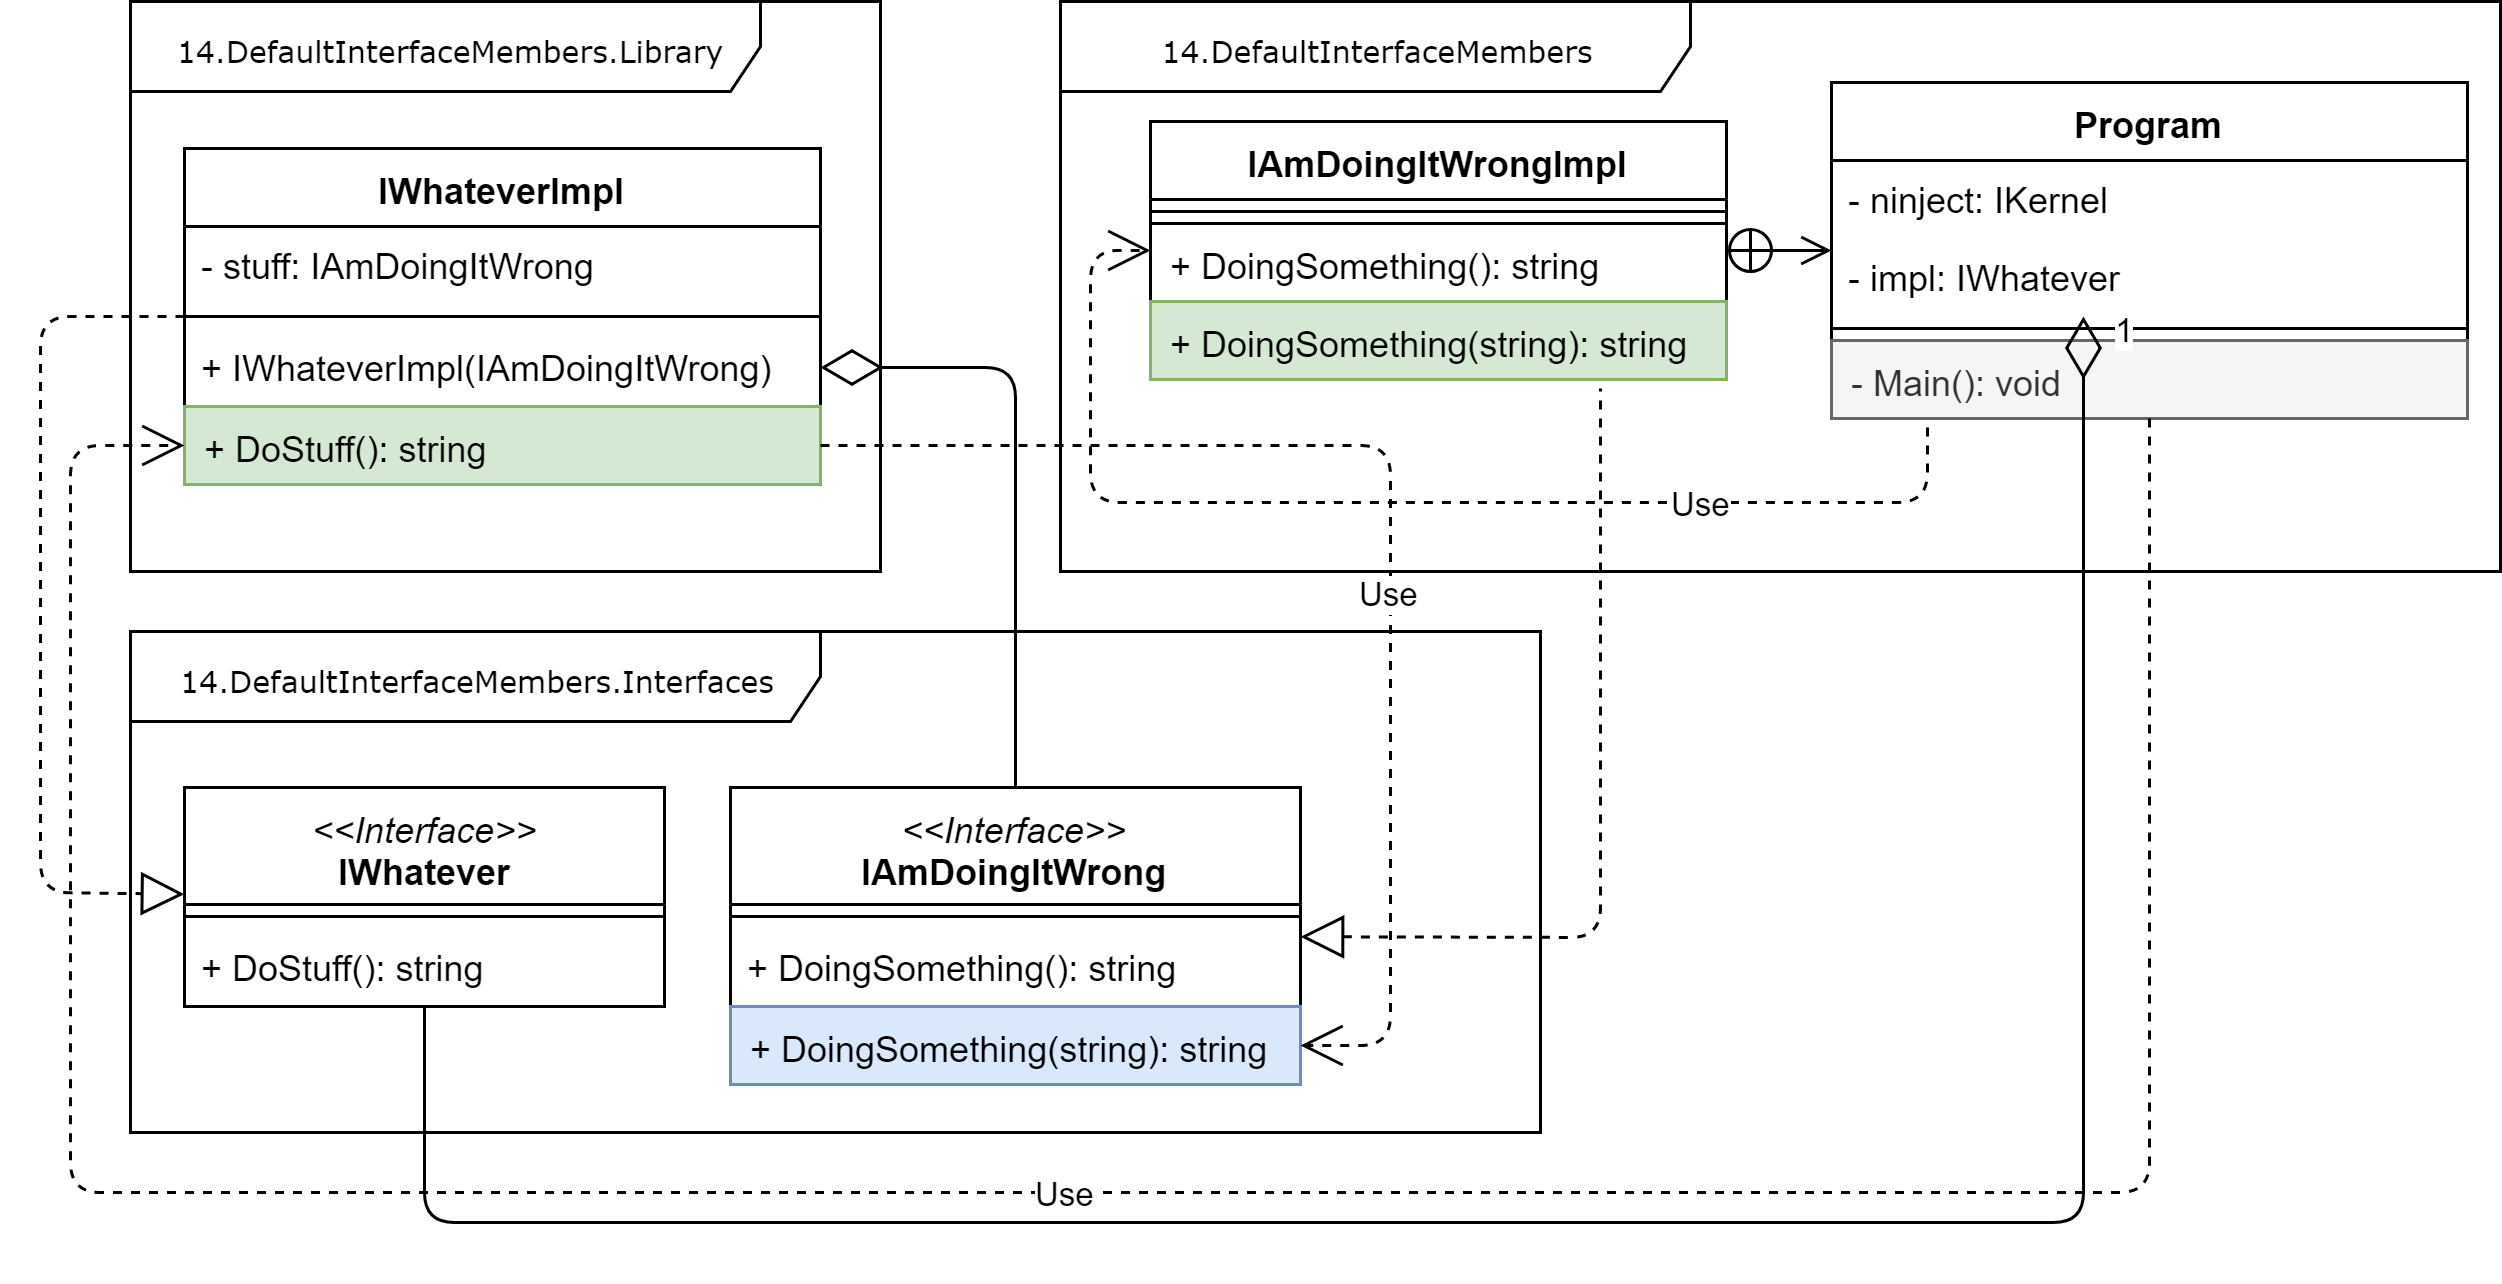 14.DefaultInterfaceMembers.Library
IWhateverImpl
- stuff: IAmDoingItWrong
+ IWhateverImpl(IAmDoingItWrong)
+ DoStuff(): string
14.DefaultInterfaceMembers
IAmDoingItWrongImpl
+ DoingSomething(): string
+ DoingSomething(string): string
Program
- ninject: IKernel
- impl: IWhatever
1
- Main(): void
Use
Use
14.DefaultInterfaceMembers.Interfaces
<<Interface>>
IWhatever
+ DoStuff(): string
<<Interface>>
IAmDoingItWrong
+ DoingSomething(): string
+ DoingSomething(string): string
Use